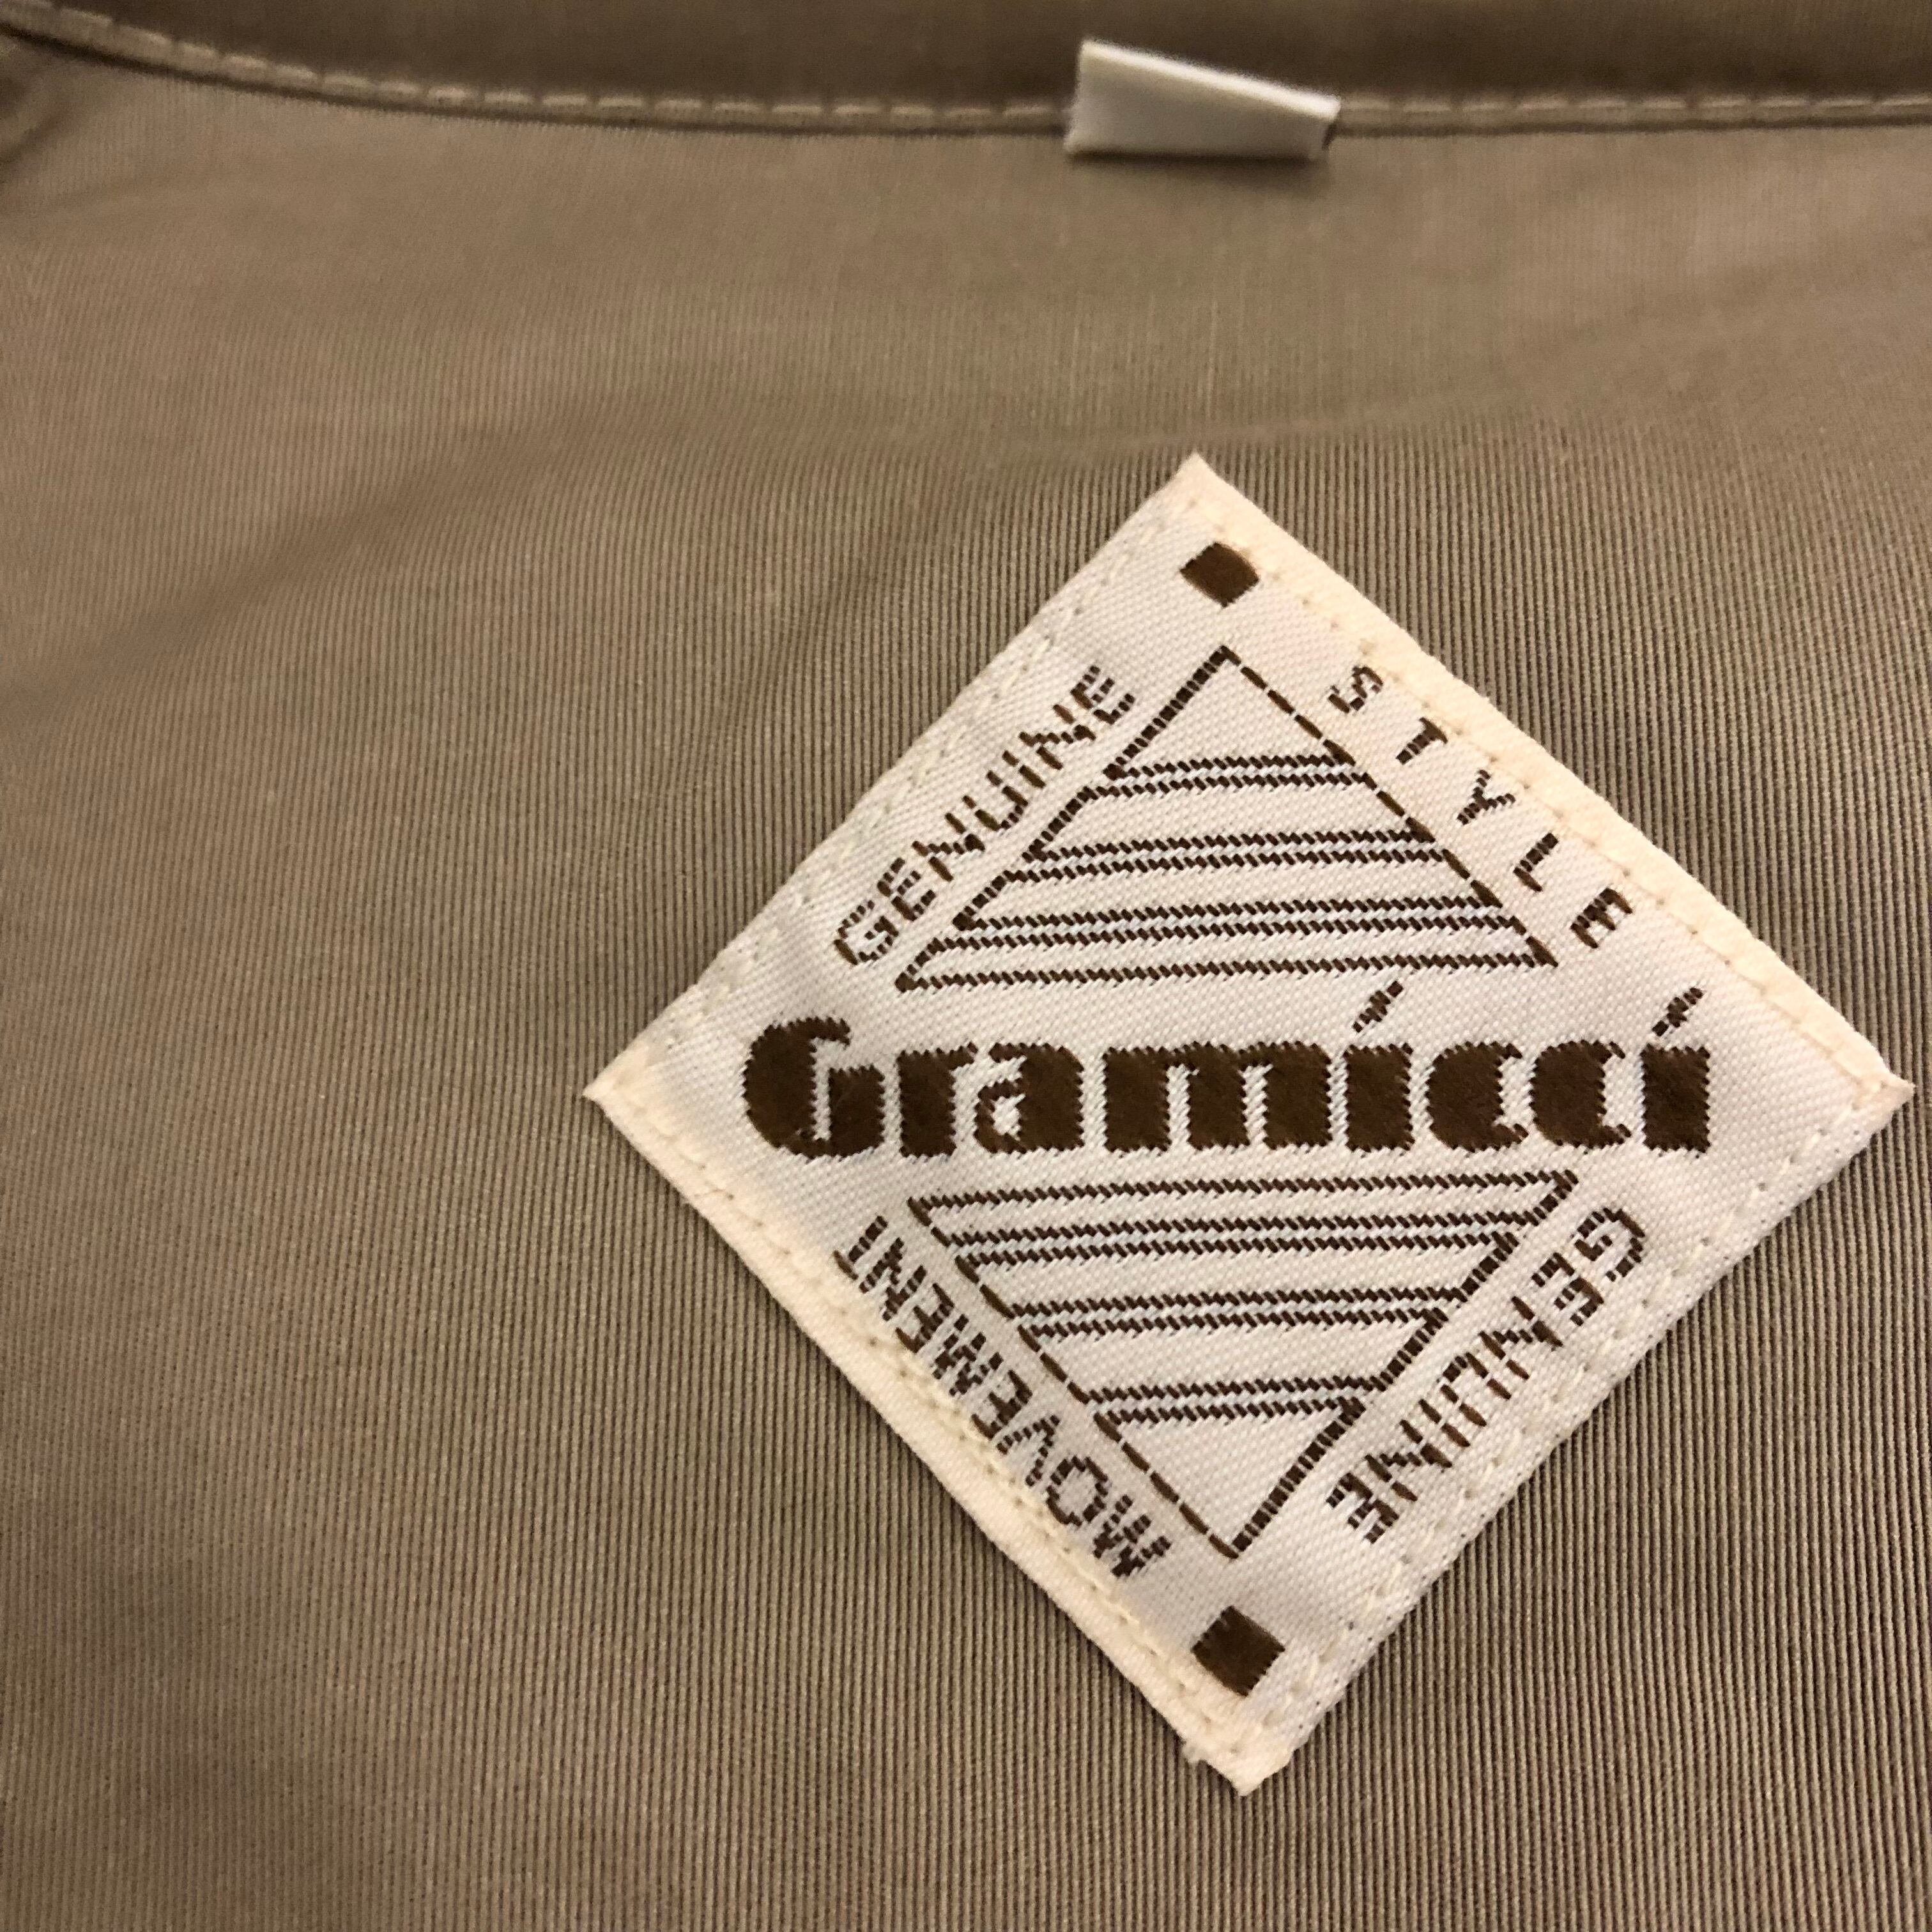 GENUINE
STYLE
Gramicci
MOVEMENT
GENUINE